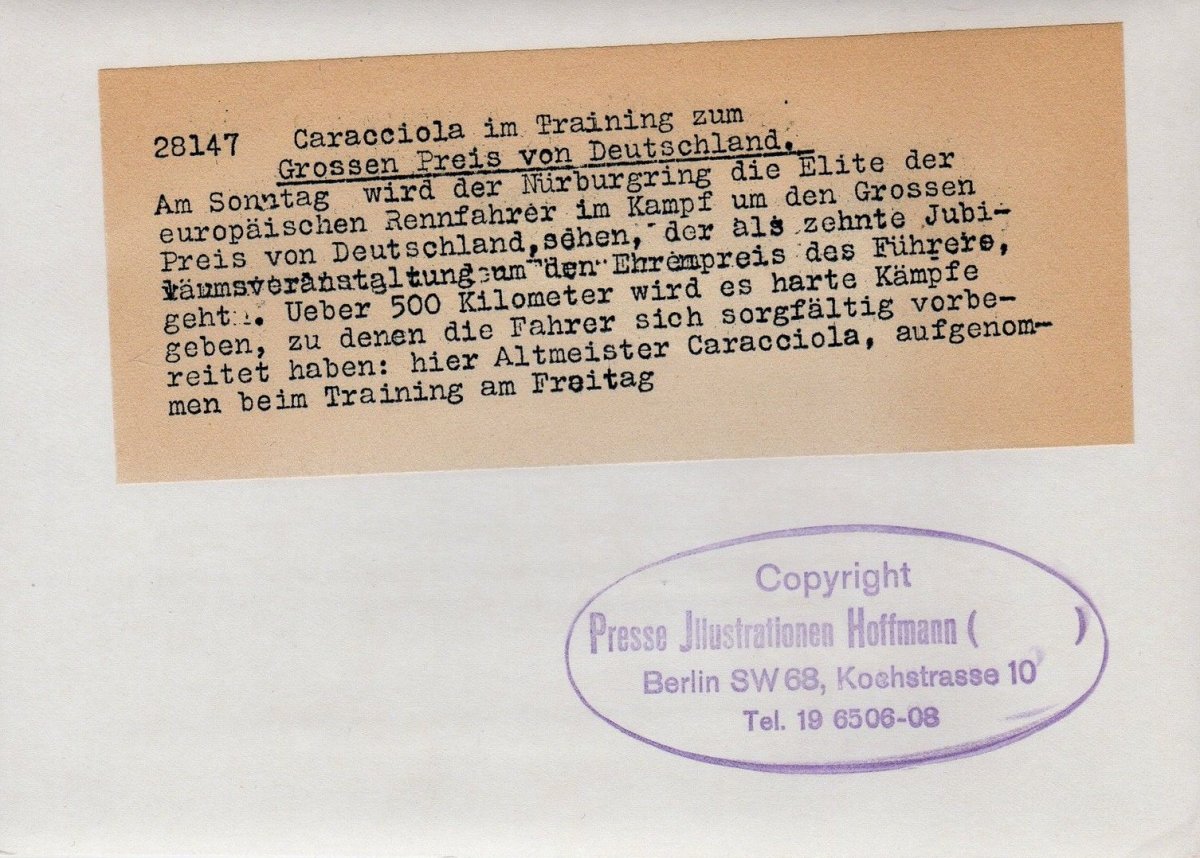 28147 Caracciola im Training zum
Grossen Preis von Deutschland.
Am Sonntag wird der Nürburgring die Elite der
europäischen Rennfahrer im Kampf um den Grossen
Preis von Deutschland,sehen, der als zehnte Jubi-
läumsveranstaltung um den Ehrenpreis des Führers,
geht. Ueber 500 Kilometer wird es harte Kämpfe
geben, zu denen die Fahrer sich sorgfältig vorbe-
reitet haben: hier Altmeister Caracciola, aufgenom-
men beim Training am Freitag
Copyright
Presse Jllustrationen Hoffmann ( )
Berlin SW 68, Kochstrasse 10
Tel. 19 6506-08